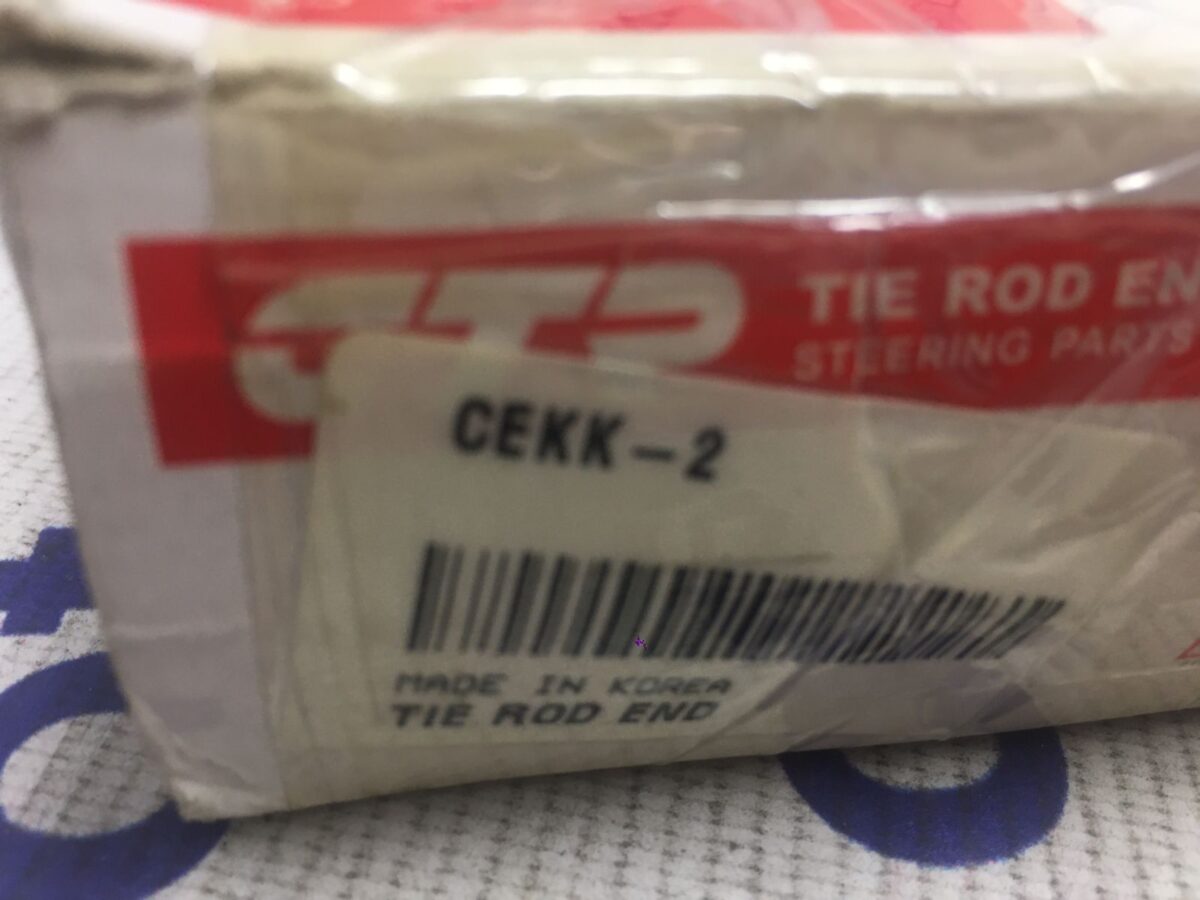 CTR
TIE ROD EN
STEERING PARTS
CEKK-2
MADE IN KOREA
TIE ROD END